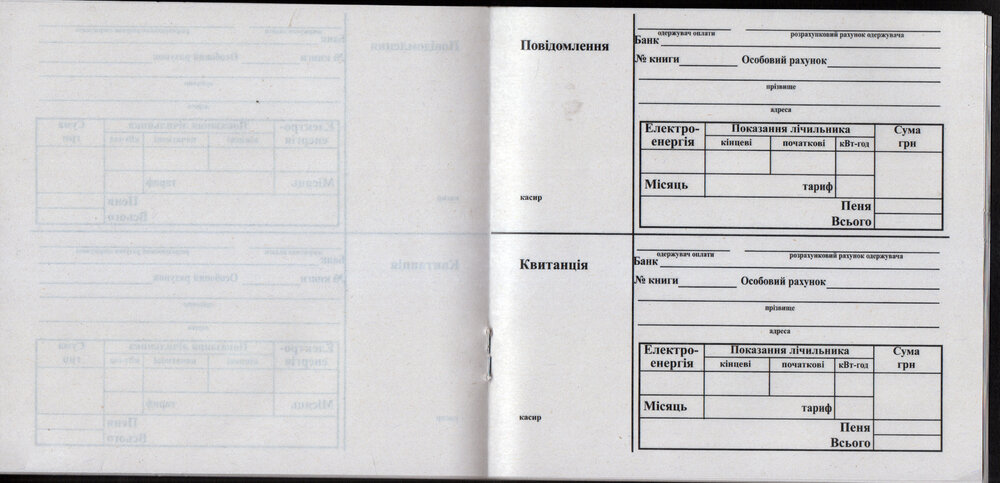 Повідомлення
касир
одержувач оплати розрахунковий рахунок одержувача
Банк
№ книги Особовий рахунок
прізвище
адреса
Електро-енергія Показання лічильника Сума грн
кінцеві початкові кВт-год
Місяць тариф
Пеня
Всього
Квитанція
касир
одержувач оплати розрахунковий рахунок одержувача
Банк
№ книги Особовий рахунок
прізвище
адреса
Електро-енергія Показання лічильника Сума грн
кінцеві початкові кВт-год
Місяць тариф
Пеня
Всього